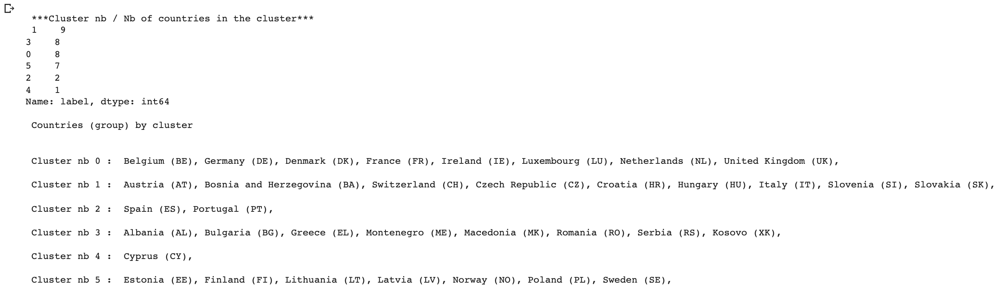 ***Cluster nb / Nb of countries in the cluster***
1    9
3    8
0    8
5    7
2    2
4    1
Name: label, dtype: int64
Countries (group) by cluster
Cluster nb 0 :  Belgium (BE), Germany (DE), Denmark (DK), France (FR), Ireland (IE), Luxembourg (LU), Netherlands (NL), United Kingdom (UK),
Cluster nb 1 :  Austria (AT), Bosnia and Herzegovina (BA), Switzerland (CH), Czech Republic (CZ), Croatia (HR), Hungary (HU), Italy (IT), Slovenia (SI), Slovakia (SK),
Cluster nb 2 :  Spain (ES), Portugal (PT),
Cluster nb 3 :  Albania (AL), Bulgaria (BG), Greece (EL), Montenegro (ME), Macedonia (MK), Romania (RO), Serbia (RS), Kosovo (XK),
Cluster nb 4 :  Cyprus (CY),
Cluster nb 5 :  Estonia (EE), Finland (FI), Lithuania (LT), Latvia (LV), Norway (NO), Poland (PL), Sweden (SE),